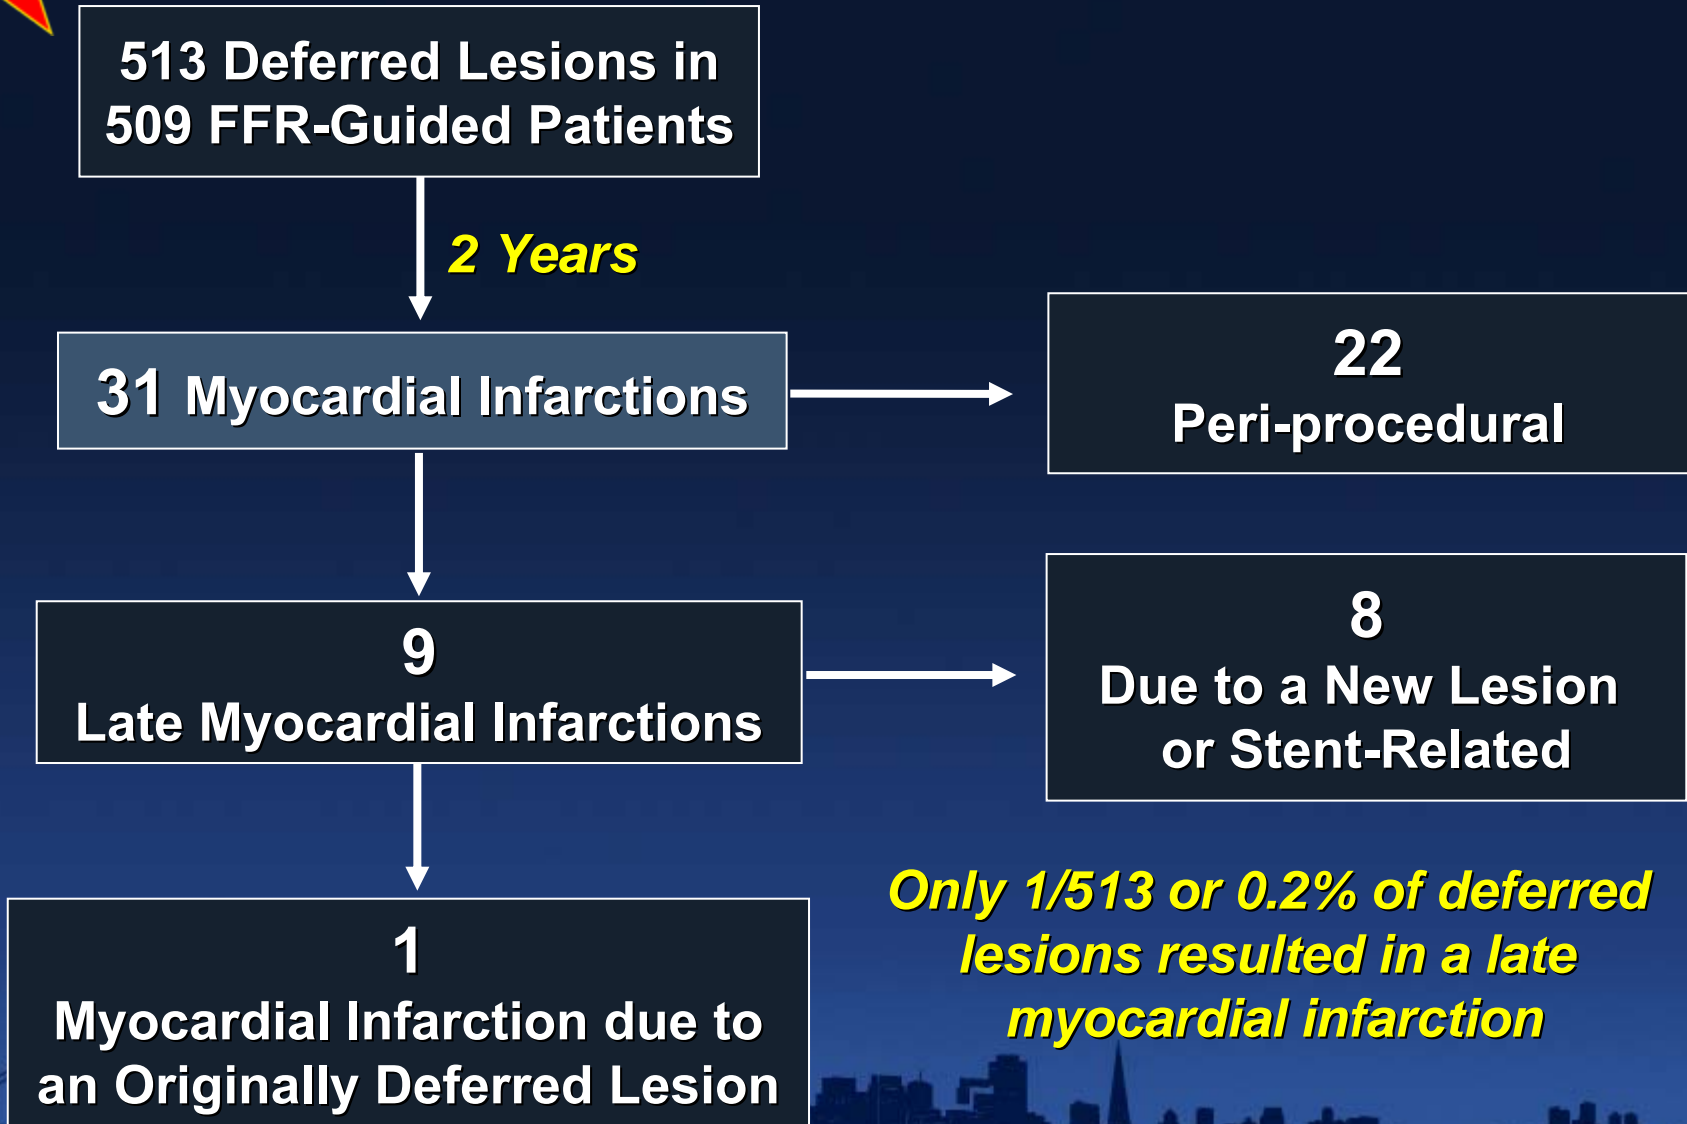 513 Deferred Lesions in
509 FFR-Guided Patients
2 Years
31 Myocardial Infarctions
22
Peri-procedural
9
Late Myocardial Infarctions
8
Due to a New Lesion
or Stent-Related
1
Myocardial Infarction due to
an Originally Deferred Lesion
Only 1/513 or 0.2% of deferred
lesions resulted in a late
myocardial infarction